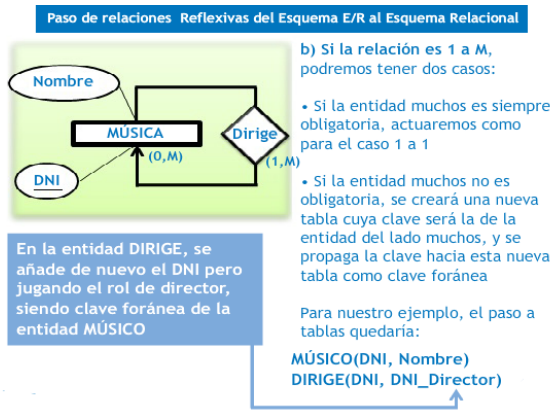 Paso de relaciones Reflexivas del Esquema E/R al Esquema Relacional
Nombre
MÚSICA
Dirige
(0,M)
(1,M)
DNI
b) Si la relación es 1 a M,
podremos tener dos casos:
• Si la entidad muchos es siempre
obligatoria, actuaremos como
para el caso 1 a 1
• Si la entidad muchos no es
obligatoria, se creará una nueva
tabla cuya clave será la de la
entidad del lado muchos, y se
propaga la clave hacia esta nueva
tabla como clave foránea
Para nuestro ejemplo, el paso a
tablas quedaría:
MÚSICO(DNI, Nombre)
DIRIGE(DNI, DNI_Director)
En la entidad DIRIGE, se
añade de nuevo el DNI pero
jugando el rol de director,
siendo clave foránea de la
entidad MÚSICO